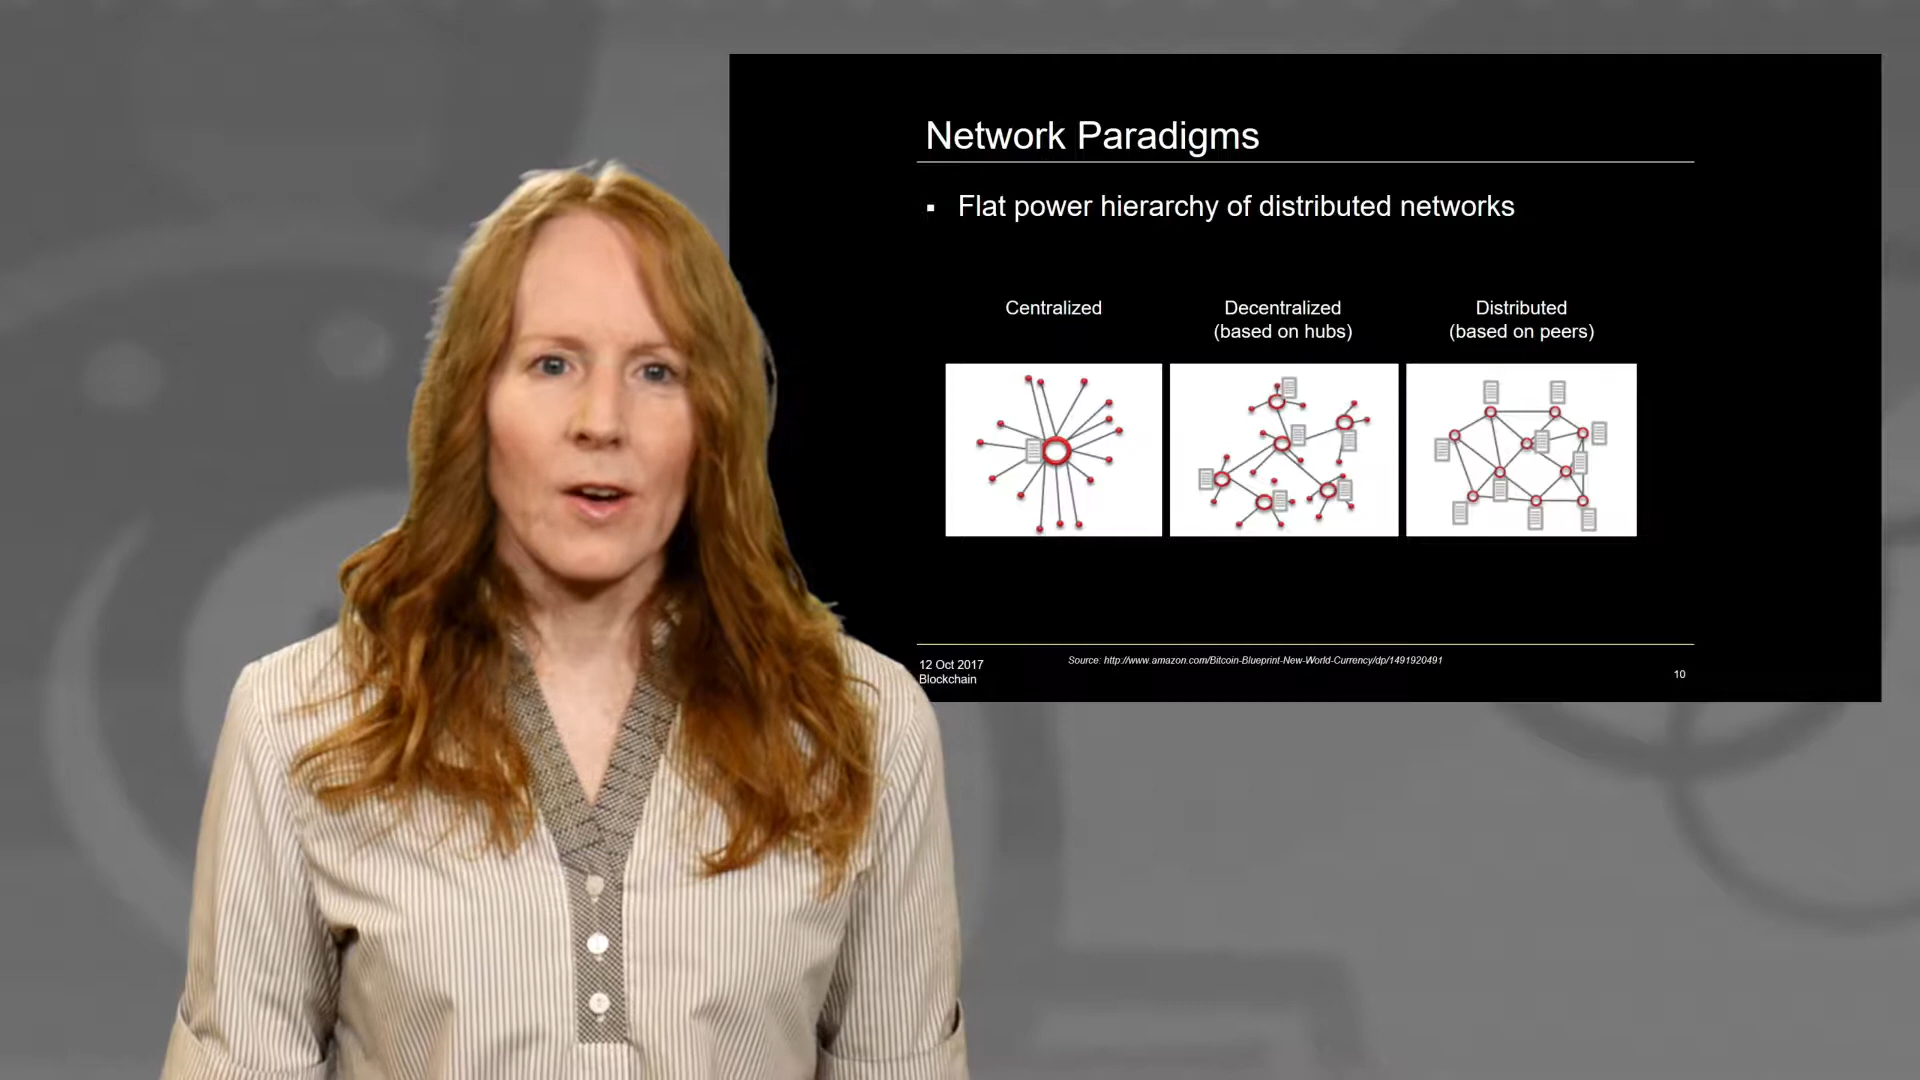 Network Paradigms
▪ Flat power hierarchy of distributed networks
Centralized
Decentralized
(based on hubs)
Distributed
(based on peers)
12 Oct 2017
Blockchain
Source: http://www.amazon.com/Bitcoin-Blueprint-New-World-Currency/dp/1491920491
10